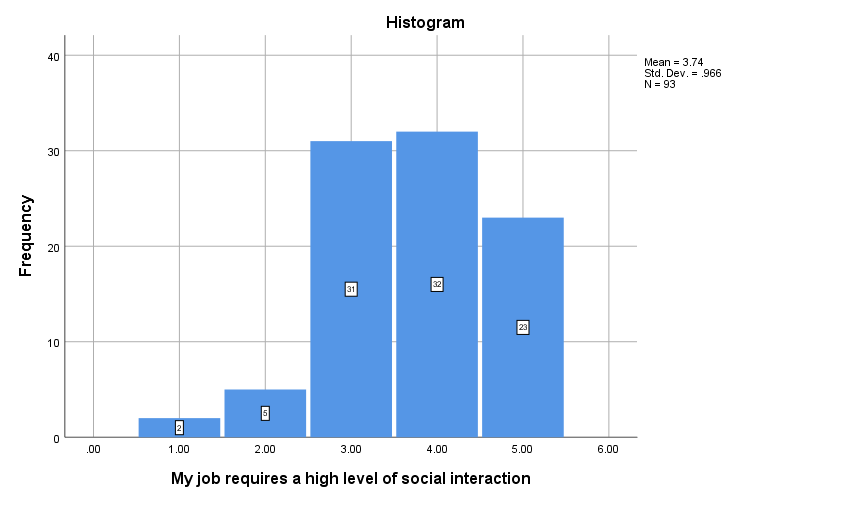 Histogram
Mean = 3.74
Std. Dev. = .966
N = 93
Frequency
40
30
20
10
0
2
5
31
32
23
.00 1.00 2.00 3.00 4.00 5.00 6.00
My job requires a high level of social interaction